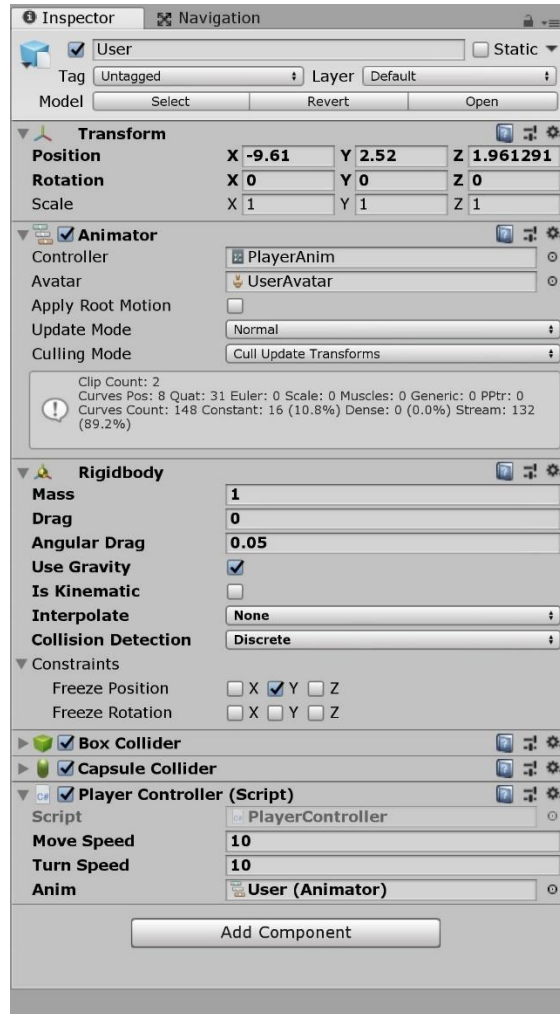 Inspector Navigation
User Static
Tag Untagged Layer Default
Model Select Revert Open
Transform
Position X -9.61 Y 2.52 Z 1.961291
Rotation X 0 Y 0 Z 0
Scale X 1 Y 1 Z 1
Animator
Controller PlayerAnim
Avatar UserAvatar
Apply Root Motion
Update Mode Normal
Culling Mode Cull Update Transforms
Clip Count: 2
Curves Pos: 8 Quat: 31 Euler: 0 Scale: 0 Muscles: 0 Generic: 0 PPtr: 0
Curves Count: 148 Constant: 16 (10.8%) Dense: 0 (0.0%) Stream: 132
(89.2%)
Rigidbody
Mass 1
Drag 0
Angular Drag 0.05
Use Gravity
Is Kinematic
Interpolate None
Collision Detection Discrete
Constraints
Freeze Position X Y Z
Freeze Rotation X Y Z
Box Collider
Capsule Collider
Player Controller (Script)
Script PlayerController
Move Speed 10
Turn Speed 10
Anim User (Animator)
Add Component